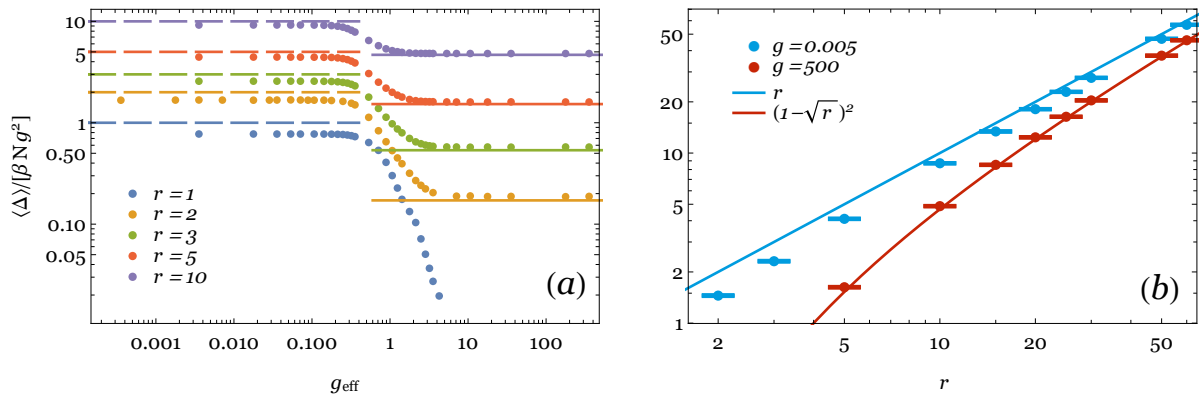 ⟨Δ⟩/[β N g²]
10
5
1
0.50
0.10
0.05
r = 1
r = 2
r = 3
r = 5
r = 10
(a)
0.001 0.010 0.100 1 10 100
g_eff
50
20
10
5
2
1
g = 0.005
g = 500
r
(1-√r)²
(b)
2 5 10 20 50
r